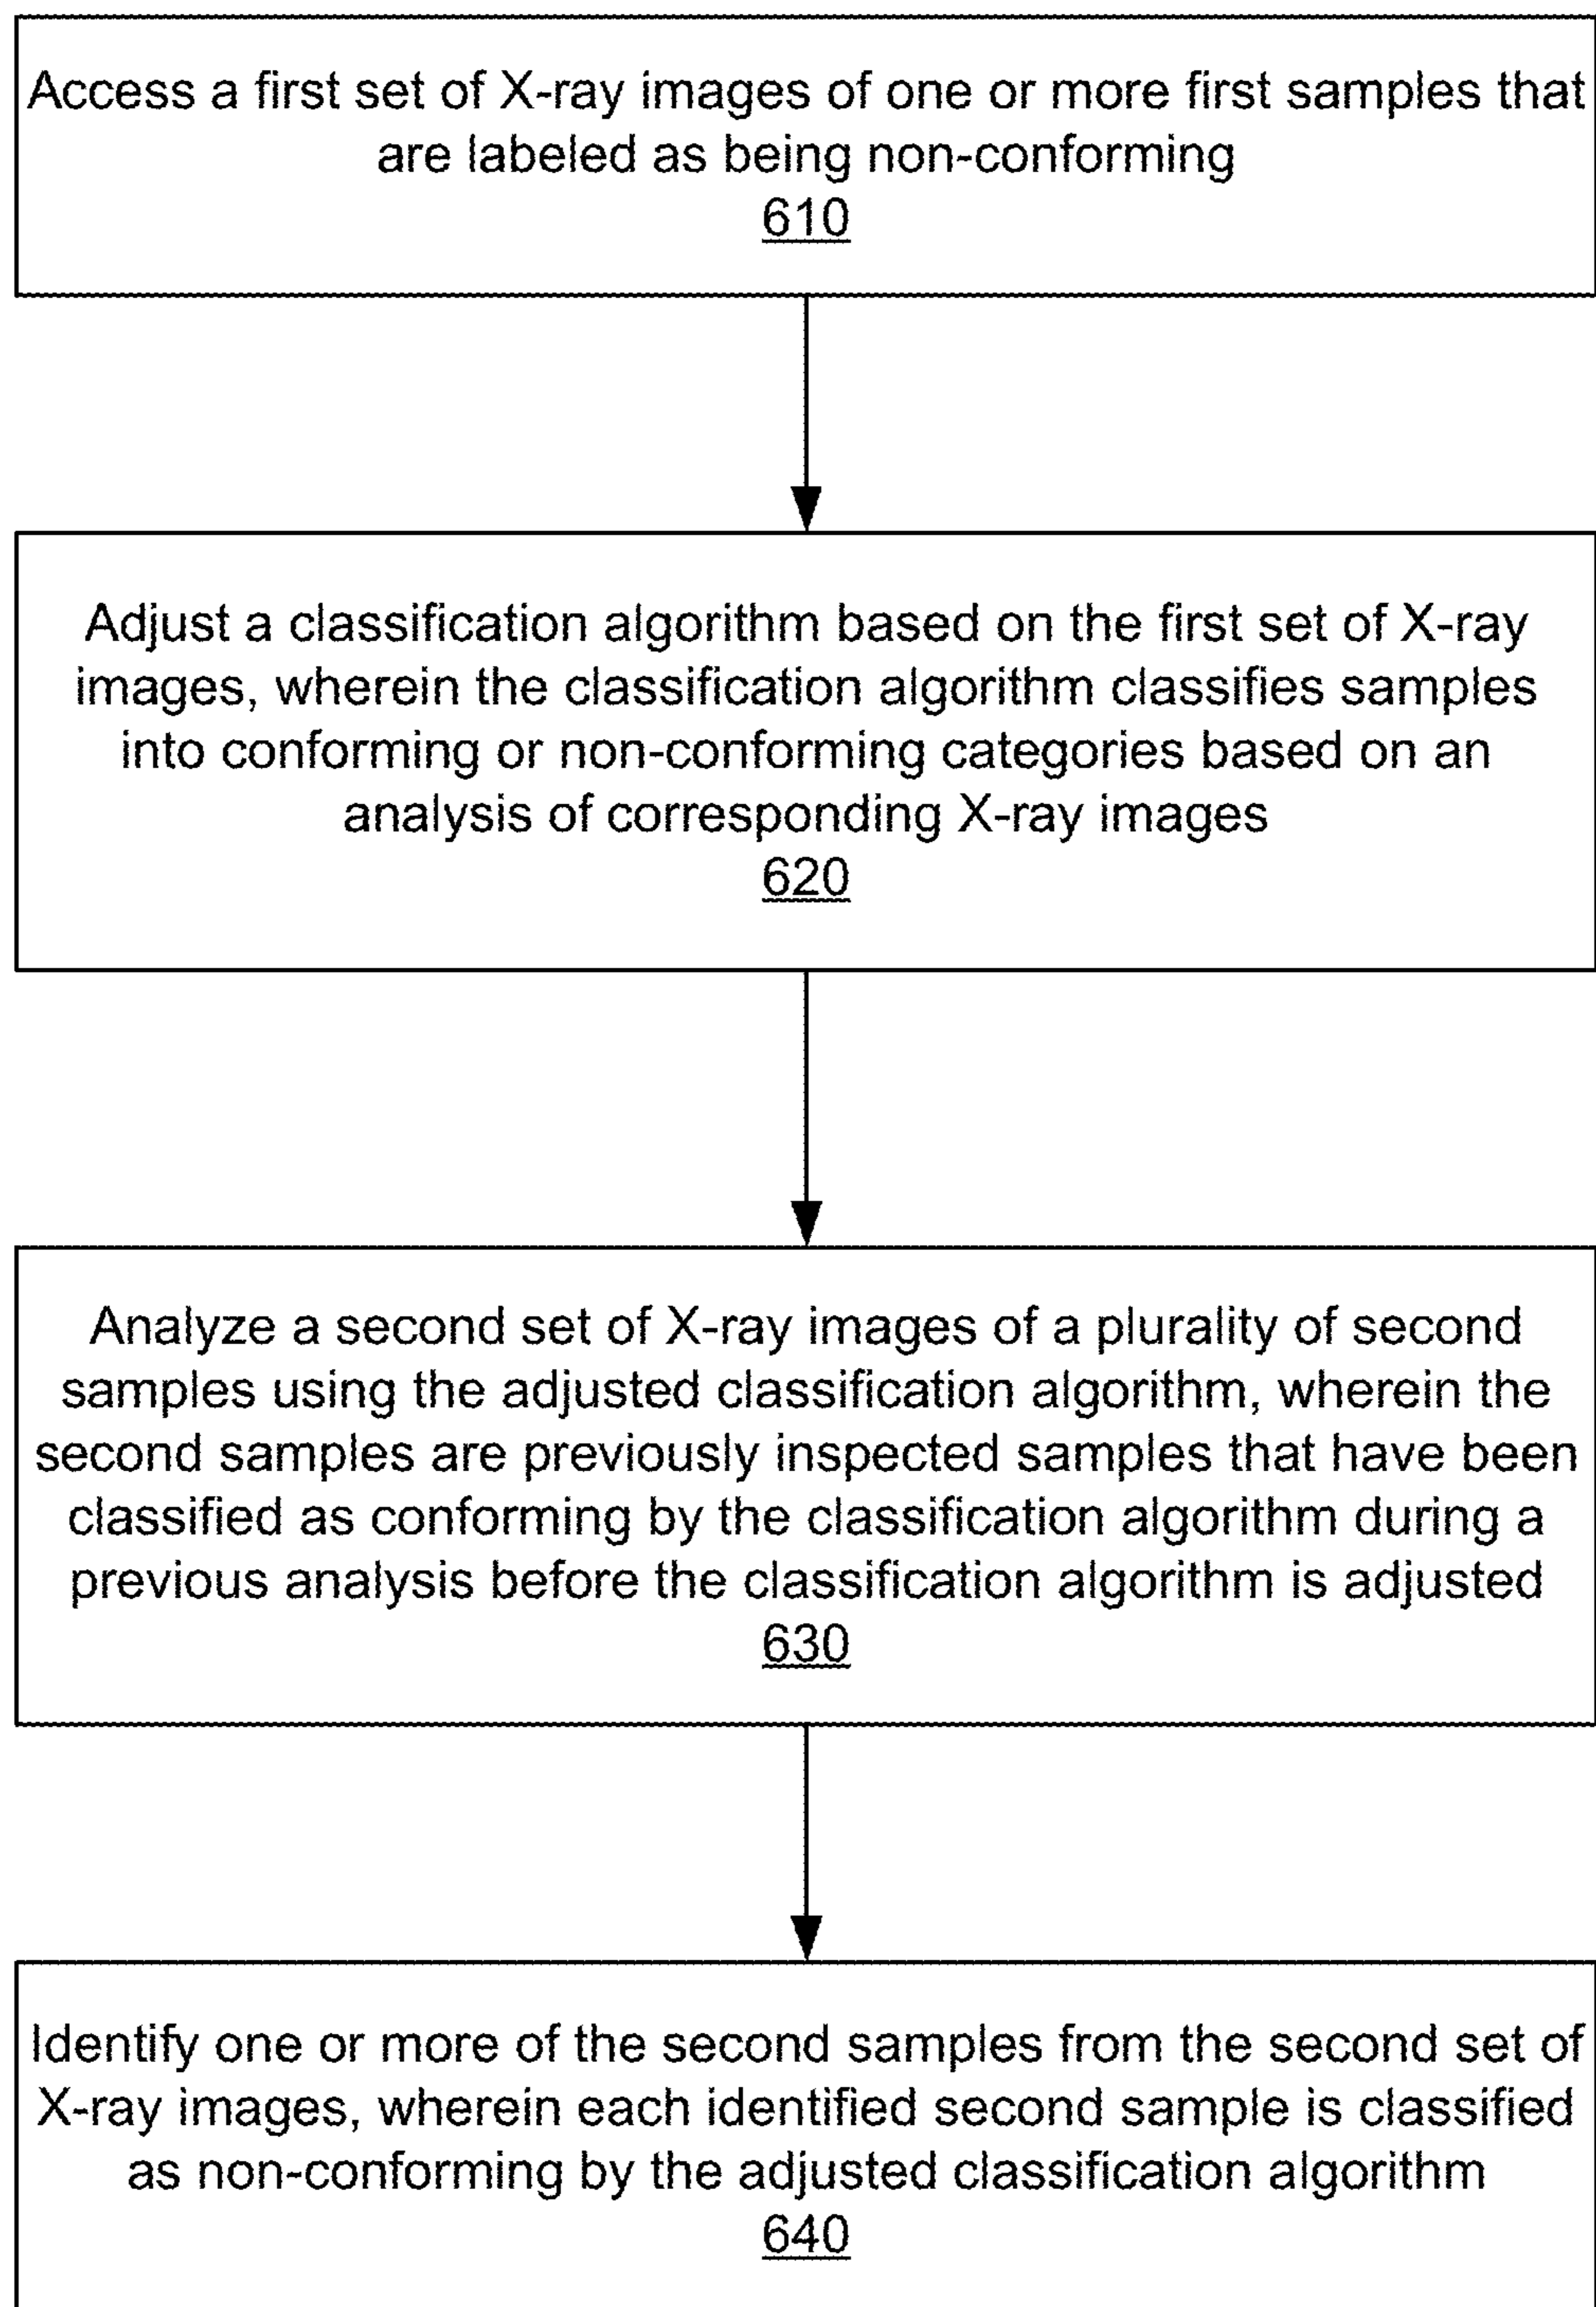 Access a first set of X-ray images of one or more first samples that
are labeled as being non-conforming
610
Adjust a classification algorithm based on the first set of X-ray
images, wherein the classification algorithm classifies samples
into conforming or non-conforming categories based on an
analysis of corresponding X-ray images
620
Analyze a second set of X-ray images of a plurality of second
samples using the adjusted classification algorithm, wherein the
second samples are previously inspected samples that have been
classified as conforming by the classification algorithm during a
previous analysis before the classification algorithm is adjusted
630
Identify one or more of the second samples from the second set of
X-ray images, wherein each identified second sample is classified
as non-conforming by the adjusted classification algorithm
640